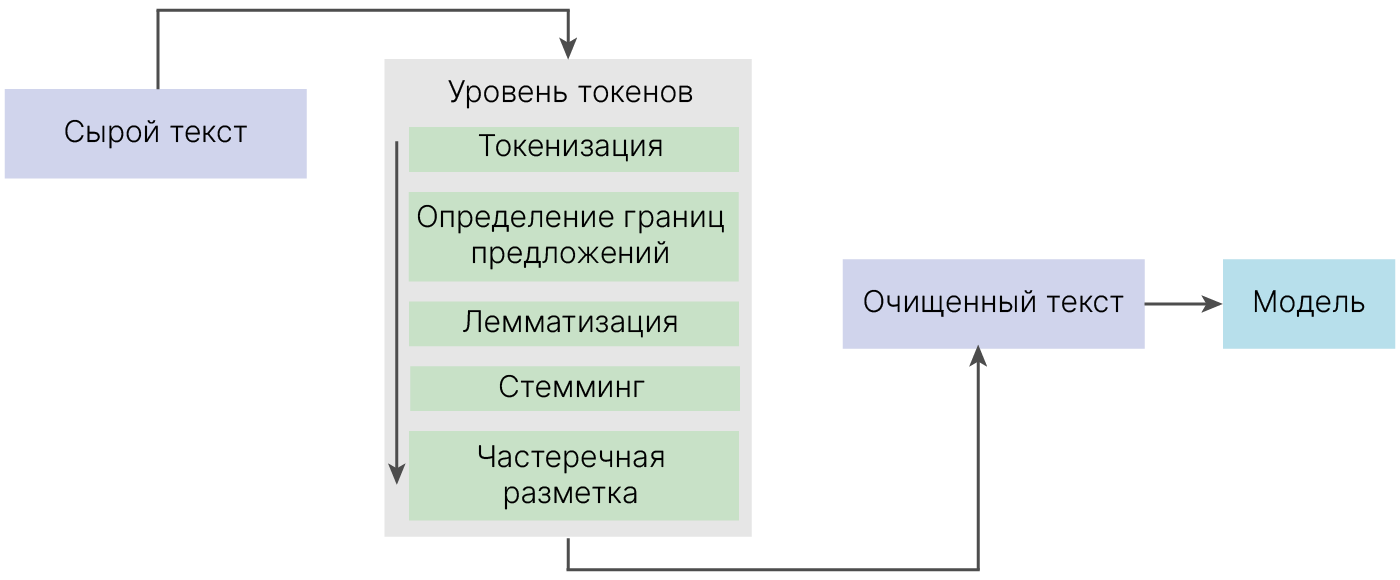 Сырой текст
Уровень токенов
Токенизация
Определение границ
предложений
Лемматизация
Стемминг
Частеречная
разметка
Очищенный текст
Модель